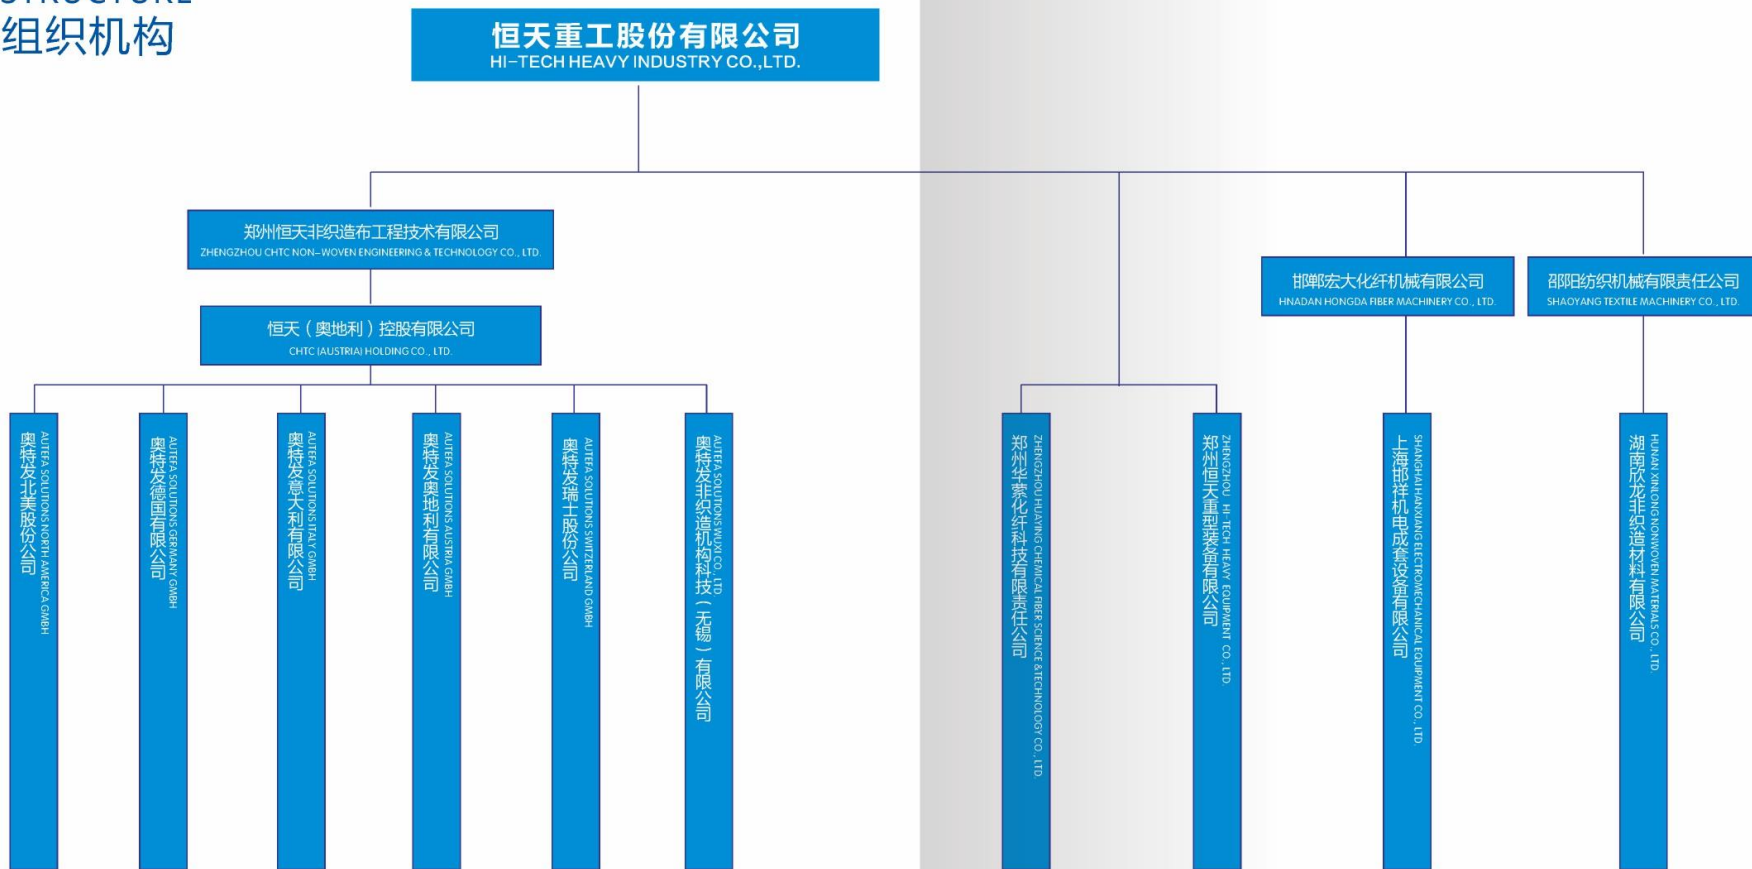 STRUCTURE
组织机构
恒天重工股份有限公司
HI-TECH HEAVY INDUSTRY CO.,LTD.
郑州恒天非织造布工程技术有限公司
ZHENGZHOU CHTC NON-WOVEN ENGINEERING & TECHNOLOGY CO., LTD.
恒天（奥地利）控股有限公司
CHTC (AUSTRIA) HOLDING CO., LTD.
邯郸宏大化纤机械有限公司
HNADAN HONGDA FIBER MACHINERY CO., LTD.
邵阳纺织机械有限责任公司
SHAOYANG TEXTILE MACHINERY CO., LTD.
奥特发北美股份公司
AUTEFA SOLUTIONS NORTH AMERICA GMBH
奥特发德国有限公司
AUTEFA SOLUTIONS GERMANY GMBH
奥特发意大利有限公司
AUTEFA SOLUTIONS ITALY GMBH
奥特发奥地利有限公司
AUTEFA SOLUTIONS AUSTRIA GMBH
奥特发瑞士股份公司
AUTEFA SOLUTIONS SWITZERLAND GMBH
奥特发非织造机构科技（无锡）有限公司
AUTEFA SOLUTIONS WUXI CO., LTD
郑州华萦化纤科技有限责任公司
ZHENGZHOU HUAYING CHEMICAL FIBER SCIENCE &TECHNOLOGY CO., LTD.
郑州恒天重型装备有限公司
ZHENGZHOU HI-TECH HEAVY EQUIPMENT CO., LTD.
上海邯祥机电成套设备有限公司
SHANGHAI HANXIANG ELECTROMECHANICAL EQUIPMENT CO., LTD.
湖南欣龙非织造材料有限公司
HUNAN XINLONG NONWOVEN MATERIALS CO., LTD.